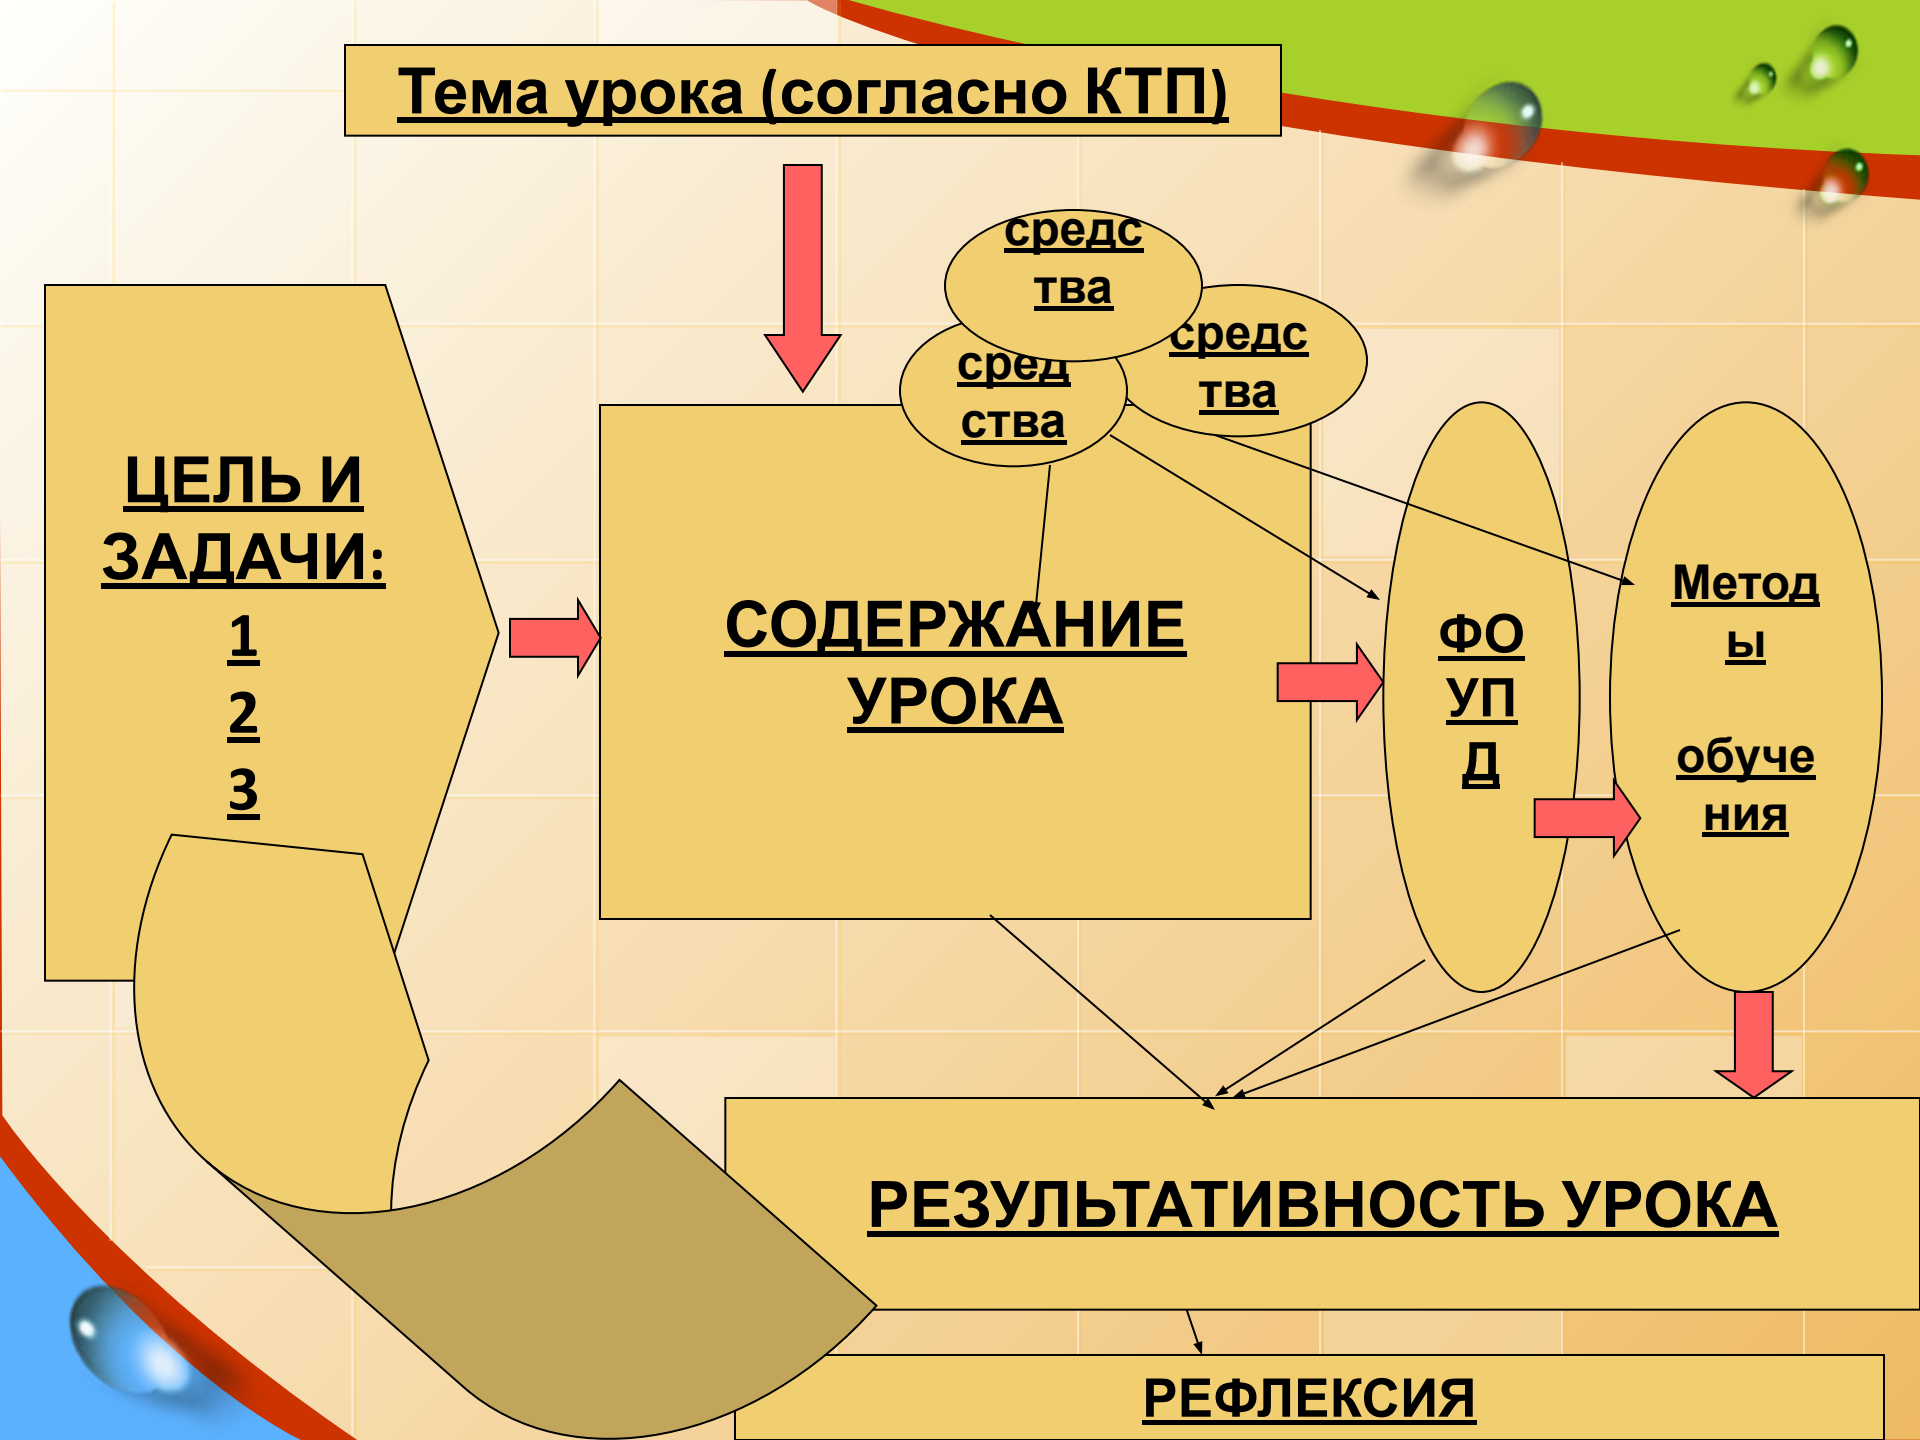 Тема урока (согласно КТП)
средс
тва
средс
тва
сред
ства
ЦЕЛЬ И
ЗАДАЧИ:
1
2
3
СОДЕРЖАНИЕ
УРОКА
ФО
УП
Д
Метод
ы
обуче
ния
РЕЗУЛЬТАТИВНОСТЬ УРОКА
РЕФЛЕКСИЯ